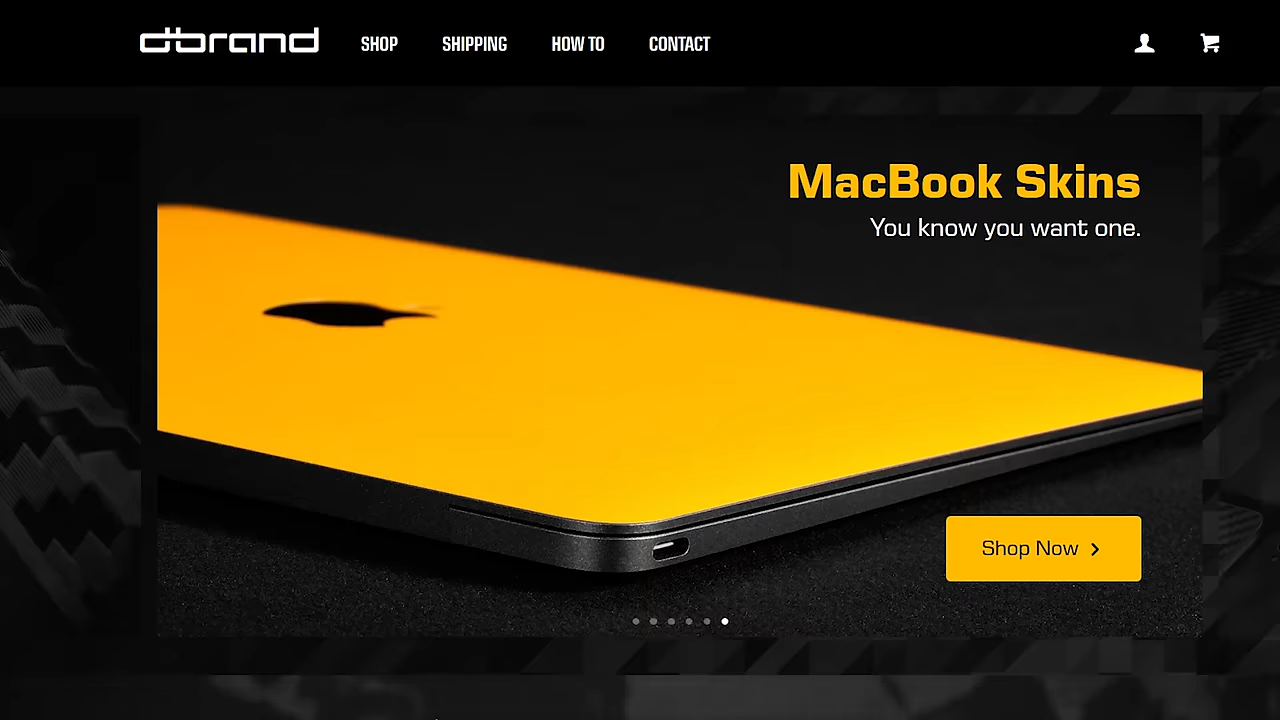 dbrand
SHOP
SHIPPING
HOW TO
CONTACT
MacBook Skins
You know you want one.
Shop Now